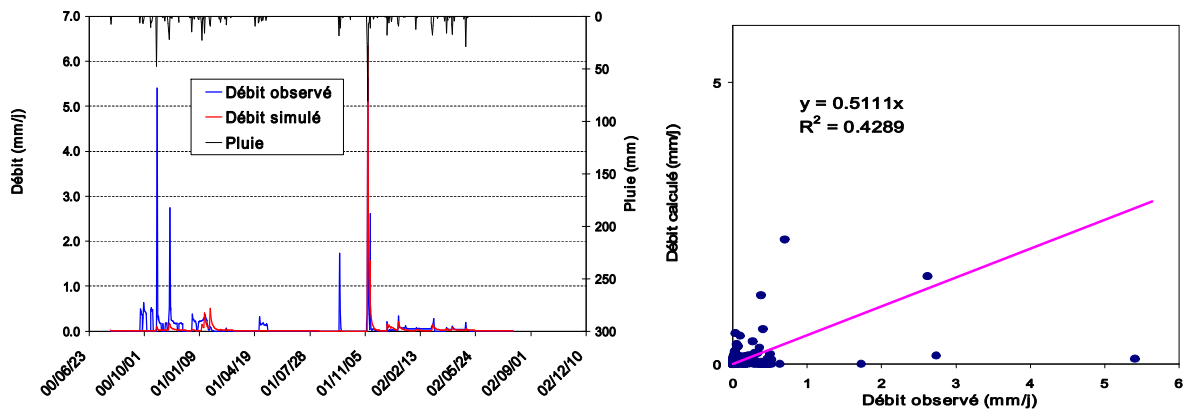 7.0
6.0
5.0
4.0
3.0
2.0
1.0
0.0
Débit (mm/j)
Débit observé
Débit simulé
Pluie
0
50
100
150
200
250
300
Pluie (mm)
00/06/23
00/10/01
01/01/09
01/04/19
01/07/28
01/11/05
02/02/13
02/05/24
02/09/01
02/12/10
y = 0.5111x
R² = 0.4289
5
0
Débit calculé (mm/j)
0 1 2 3 4 5 6
Débit observé (mm/j)